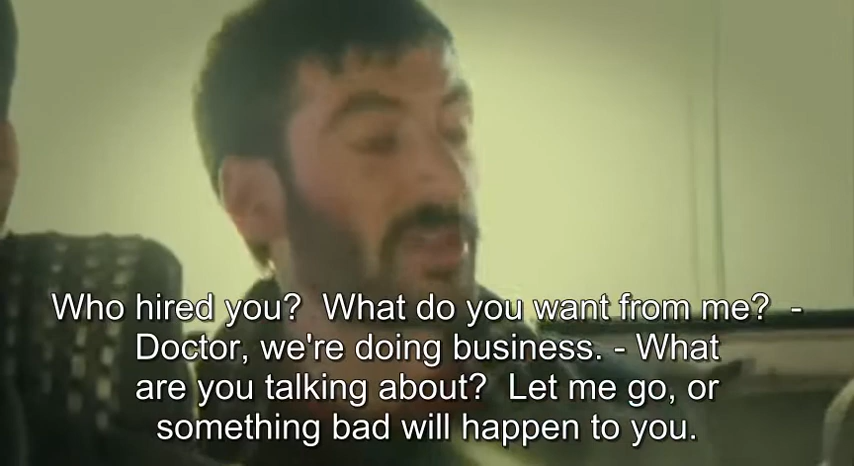 Who hired you?  What do you want from me?  -
Doctor, we're doing business. - What
are you talking about?  Let me go, or
something bad will happen to you.